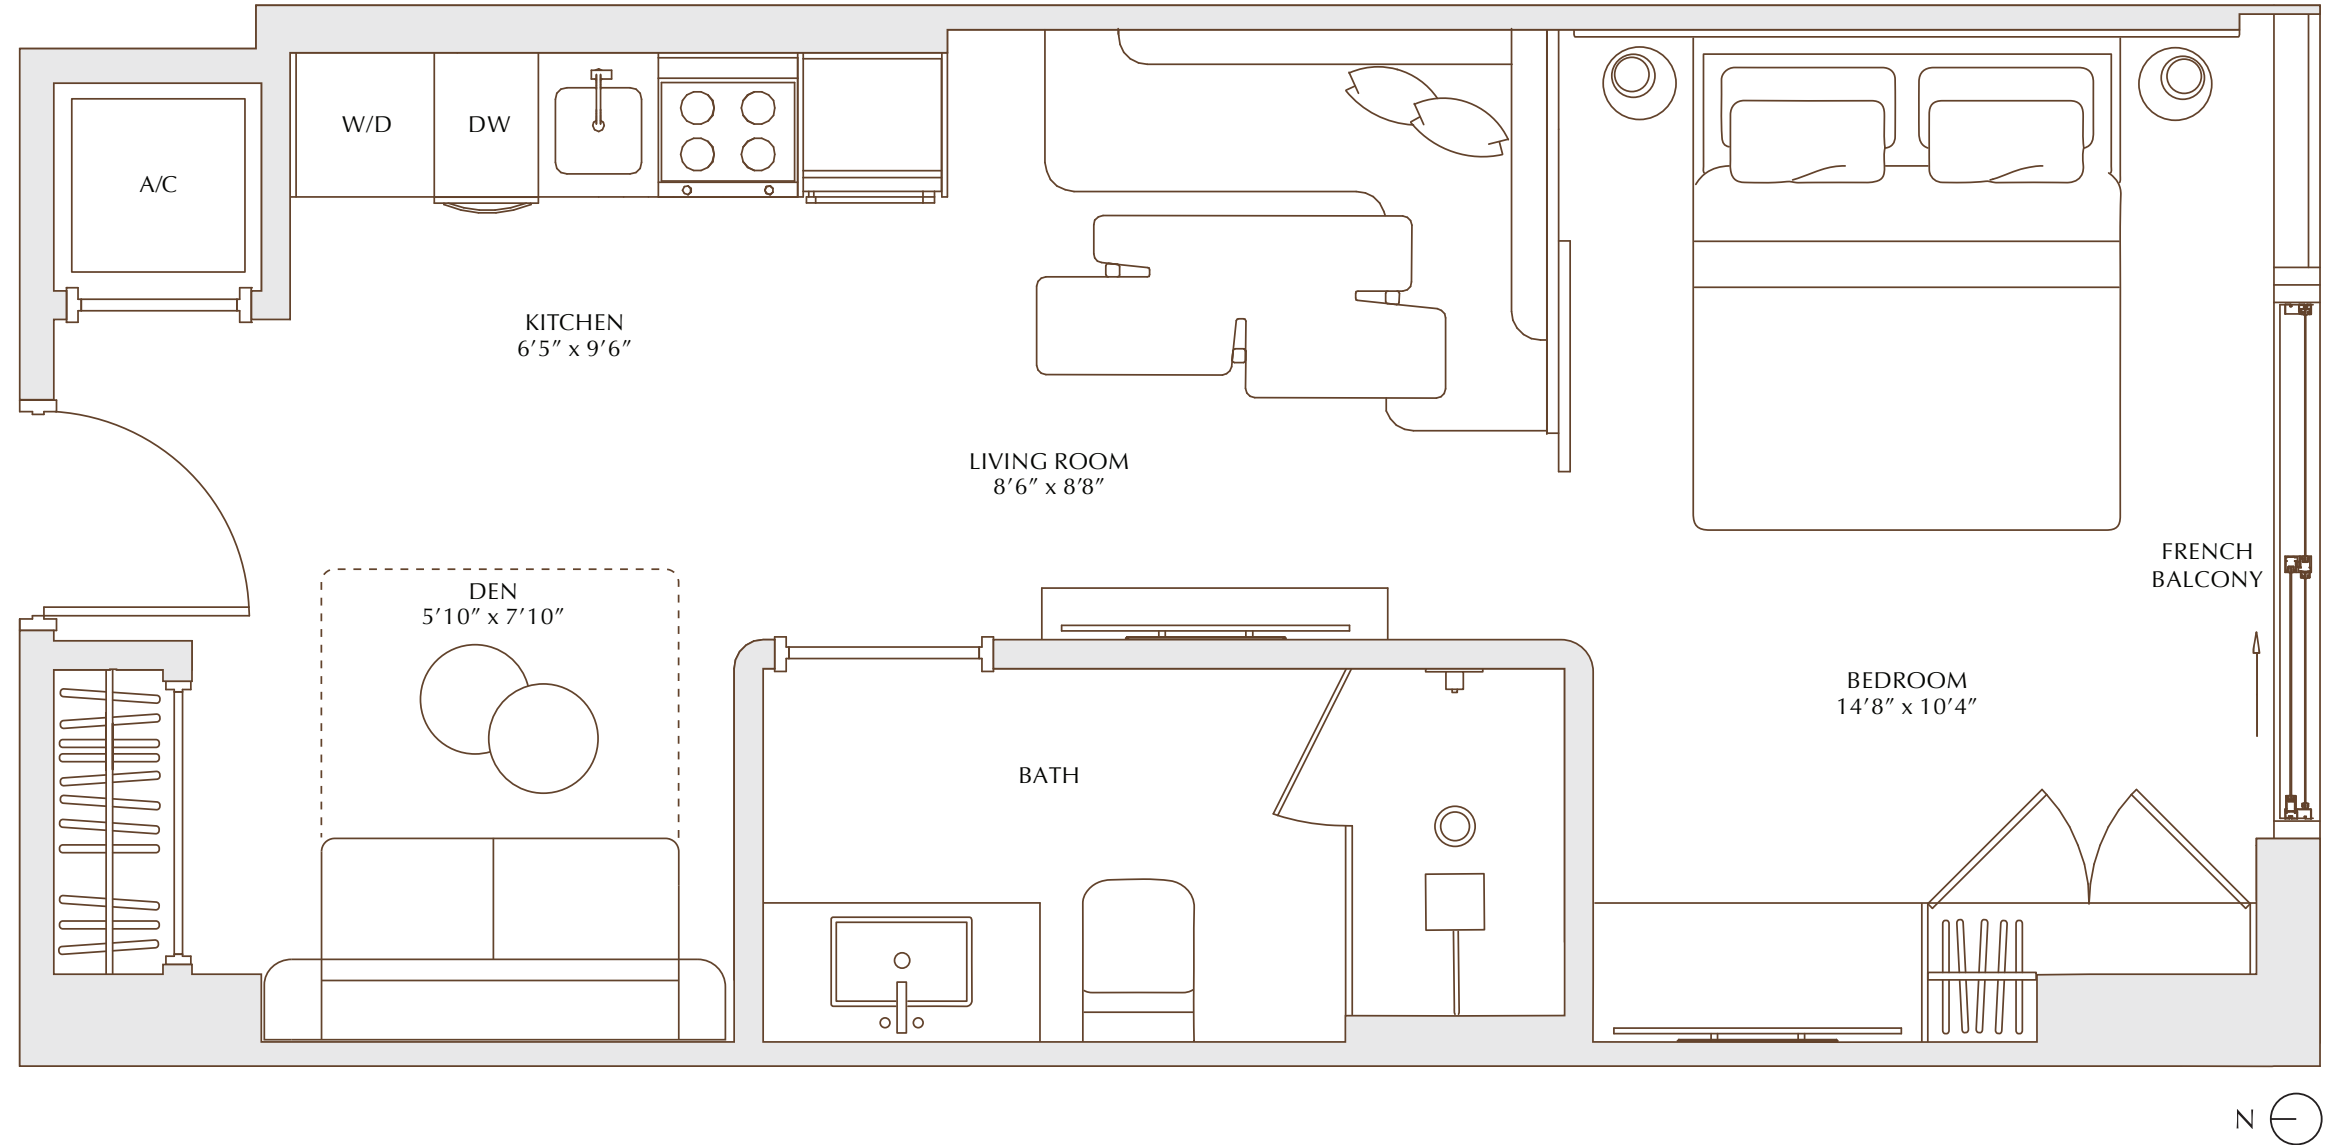 W/D
DW
A/C
KITCHEN
6’5” x 9’6”
LIVING ROOM
8’6” x 8’8”
FRENCH
BALCONY
DEN
5’10” x 7’10”
BEDROOM
14’8” x 10’4”
BATH
N